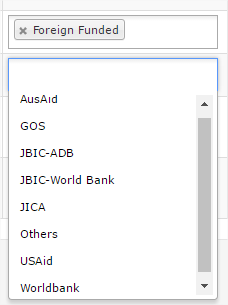 Foreign Funded
AusAid
GOS
JBIC-ADB
JBIC-World Bank
JICA
Others
USAid
Worldbank